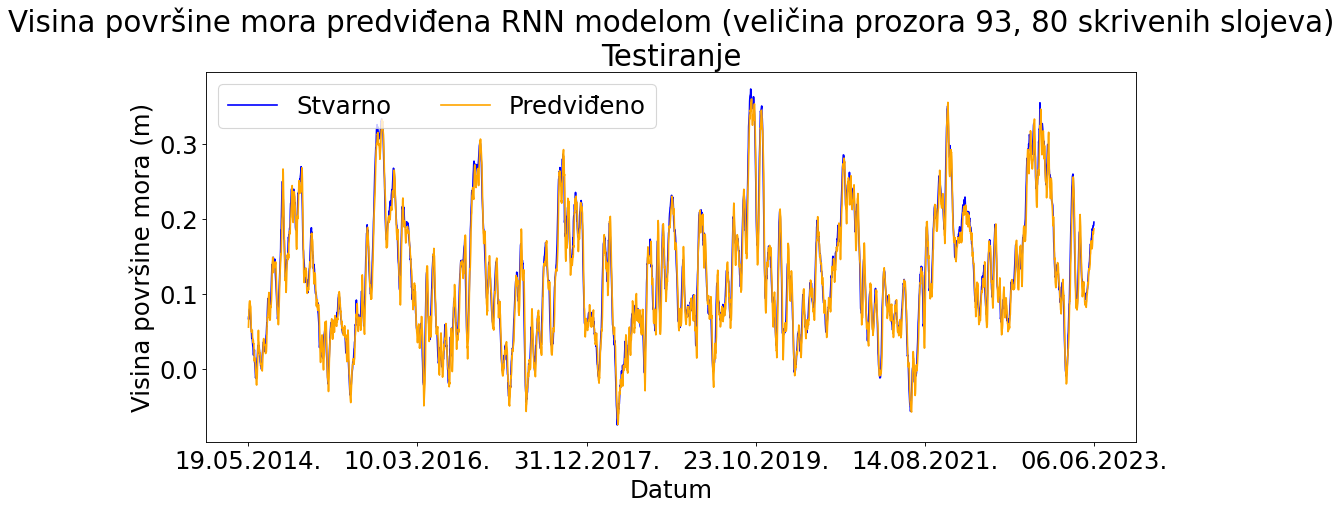 Visina površine mora predviđena RNN modelom (veličina prozora 93, 80 skrivenih slojeva)
Testiranje
Stvarno
Predviđeno
Visina površine mora (m)
0.3
0.2
0.1
0.0
19.05.2014.
10.03.2016.
31.12.2017.
23.10.2019.
14.08.2021.
06.06.2023.
Datum